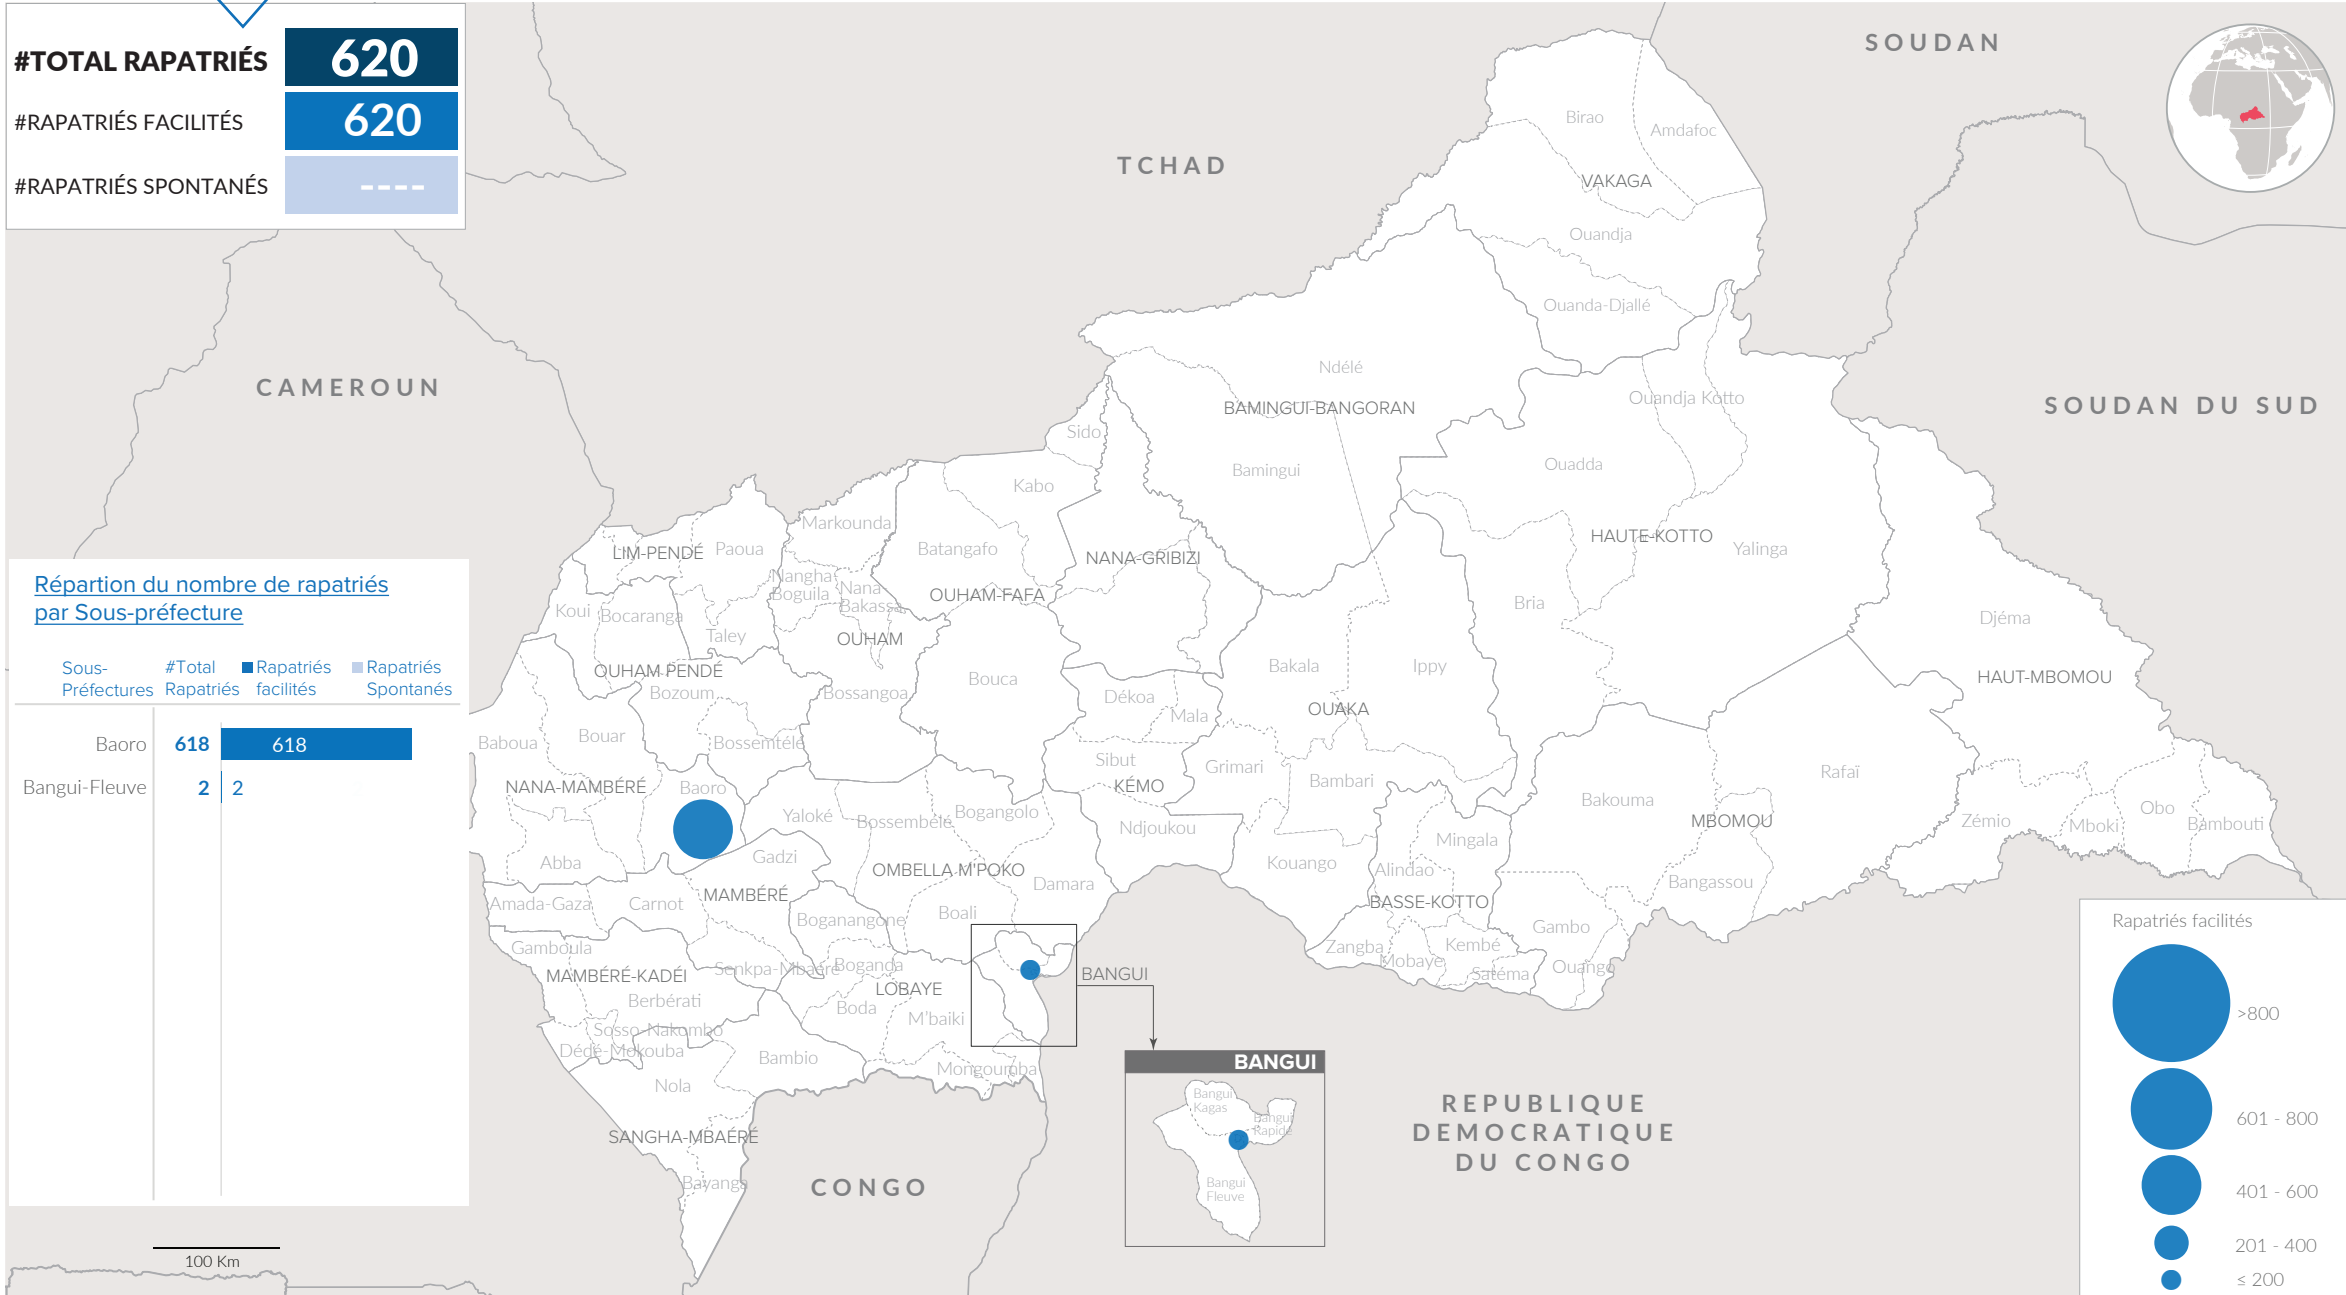 #TOTAL RAPATRIÉS 620
#RAPATRIÉS FACILITÉS 620
#RAPATRIÉS SPONTANÉS ----
SOUDAN
TCHAD
CAMEROUN
SOUDAN DU SUD
Birao
Amdafoc
VAKAGA
Ouandja
Ouanda-Djallé
Ndélé
BAMINGUI-BANGORAN
Bamingui
Ouandja Kotto
Ouadda
HAUTE-KOTTO
Yalinga
Bria
Sido
Kabo
Markounda
Batangafo
NANA-GRIBIZI
LIM-PENDÉ
Paoua
Nangha
Boguila
Nana
Bakassa
OUHAM-FAFA
Koui
Bocaranga
Taley
OUHAM
OUHAM PENDÉ
Bozoum
Bossangoa
Bouca
Bakala
Ippy
Djéma
HAUT-MBOMOU
Dékoa
Mala
OUAKA
Baboua
Bouar
Bossemtélé
Sibut
KÉMO
Grimari
Bambari
Rafaï
NANA-MAMBÉRÉ
Baoro
Yaloké
Bossembélé
Bogangolo
Ndjoukou
Bakouma
MBOMOU
Zémio
Mboki
Obo
Bambouti
Mingala
Abba
Gadzi
OMBELLA M'POKO
Damara
Kouango
Alindao
Bangassou
Amada-Gaza
Carnot
MAMBÉRÉ
Boganangone
Boali
BASSE-KOTTO
Gambo
Gamboula
Zangba
Mobaye
Kembé
Satéma
Ouango
MAMBÉRÉ-KADÉI
Senkpa-Mbaéré
Boganda
LOBAYE
BANGUI
Berbérati
Boda
M'baiki
Sosso-Nakombo
Dédé-Mokouba
Bambio
Mongoumba
Nola
SANGHA-MBAÉRÉ
Bayanga
CONGO
REPUBLIQUE
DEMOCRATIQUE
DU CONGO
BANGUI
Bangui
Kagas
Bangui
Rapide
Bangui
Fleuve
Répartion du nombre de rapatriés
par Sous-préfecture
Sous-
Préfectures
#Total
Rapatriés
Rapatriés
facilités
Rapatriés
Spontanés
Baoro 618 618
Bangui-Fleuve 2 2
100 Km
Rapatriés facilités
>800
601 - 800
401 - 600
201 - 400
≤ 200